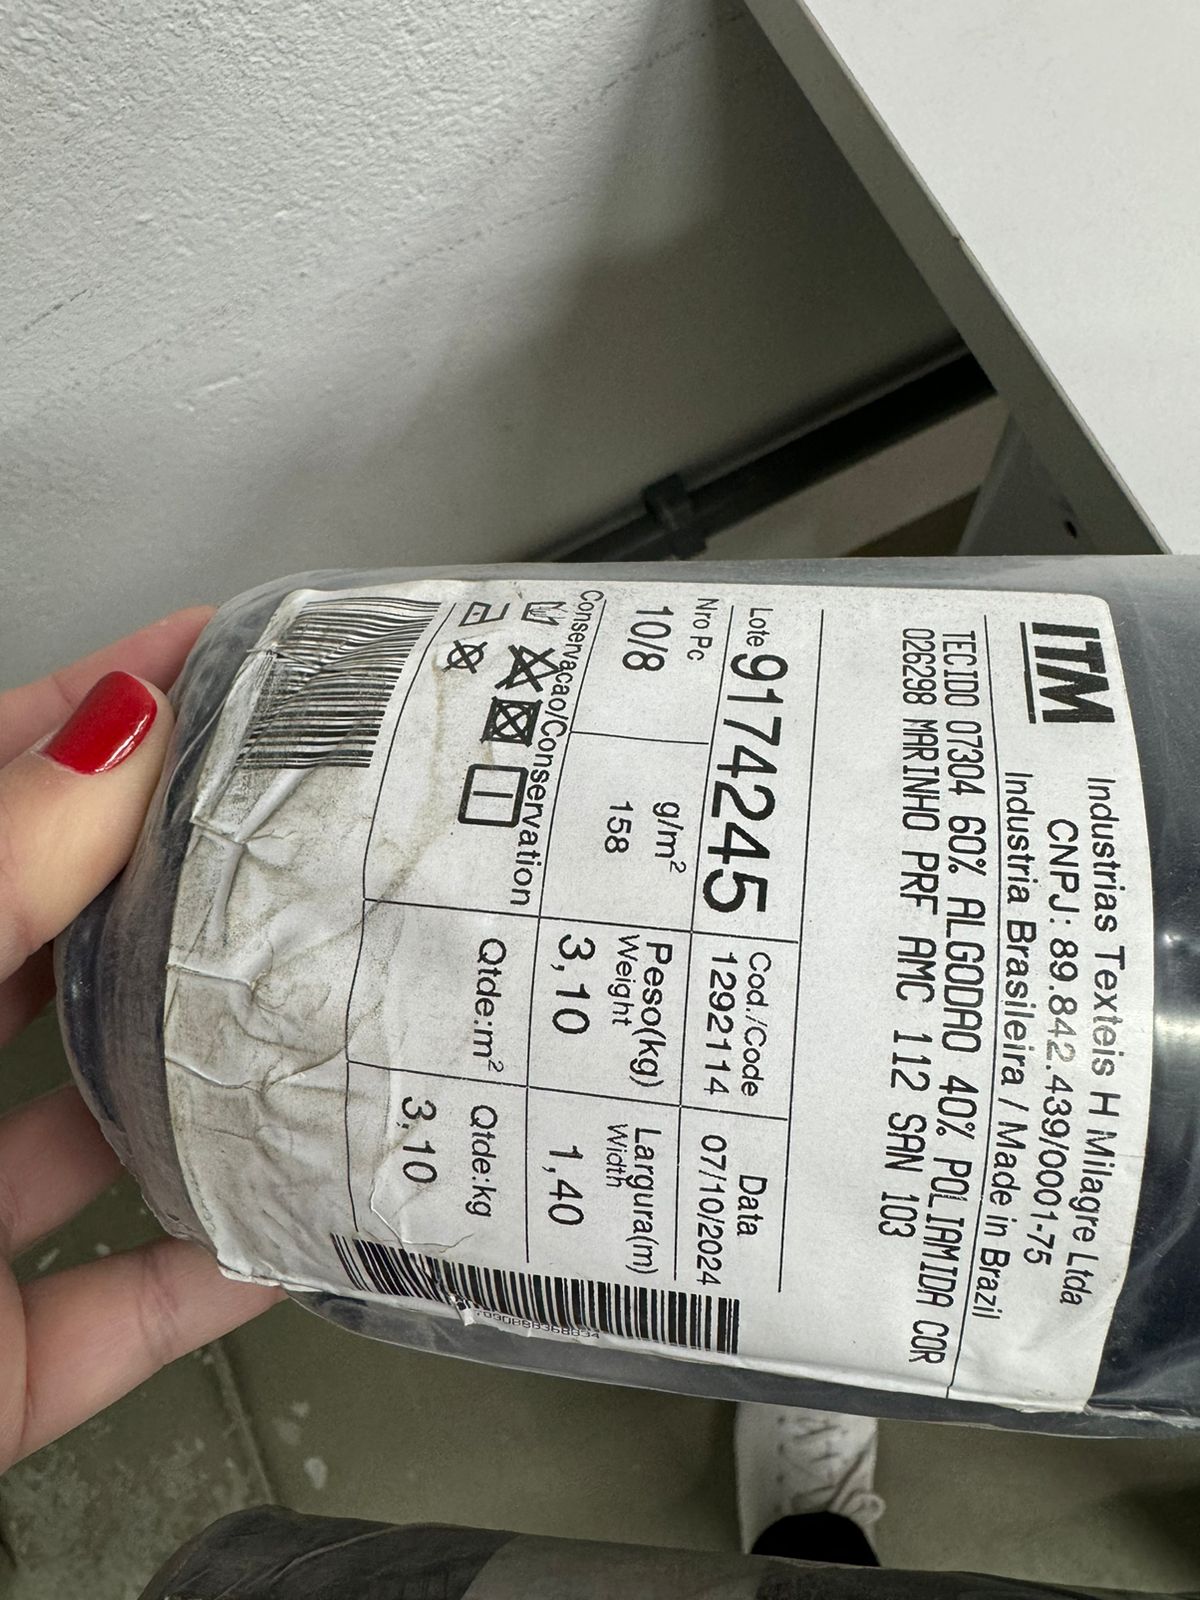 ITM
Industrias Texteis H Milagre Ltda
CNPJ: 89.842.439/0001-75
Industria Brasileira / Made in Brazil
TECIDO 07304 60% ALGODAO 40% POLIAMIDA COR
026298 MARINHO PRF AMC 112 SAN 103
Lote 9174245
Cod./Code
1292114
Data
07/10/2024
Nro Pc
10/8
g/m²
158
Peso(kg)
Weight
3,10
Largura(m)
Width
1,40
Conservacao/Conservation
Qtde:m²
Qtde:kg
3,10